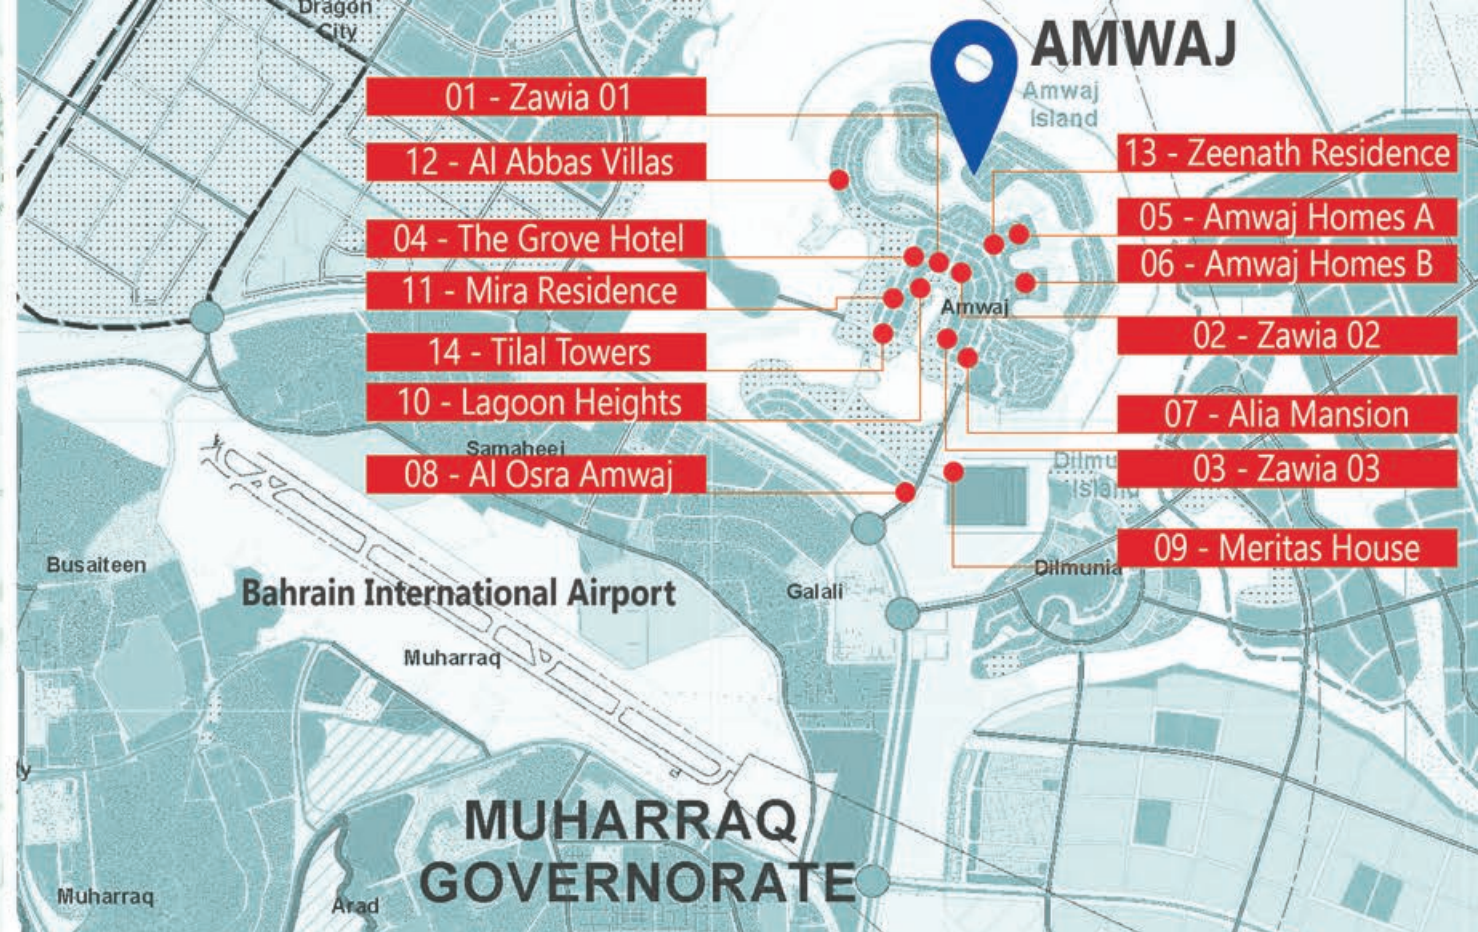 Dragon
City
AMWAJ
Amwaj
Island
01 - Zawia 01
12 - Al Abbas Villas
04 - The Grove Hotel
11 - Mira Residence
14 - Tilal Towers
10 - Lagoon Heights
08 - Al Osra Amwaj
13 - Zeenath Residence
05 - Amwaj Homes A
06 - Amwaj Homes B
02 - Zawia 02
07 - Alia Mansion
03 - Zawia 03
09 - Meritas House
Amwaj
Samaheej
Dilmu
Island
Busaiteen
Bahrain International Airport
Galali
Dilmunia
Muharraq
MUHARRAQ
GOVERNORATE
Muharraq
Arad